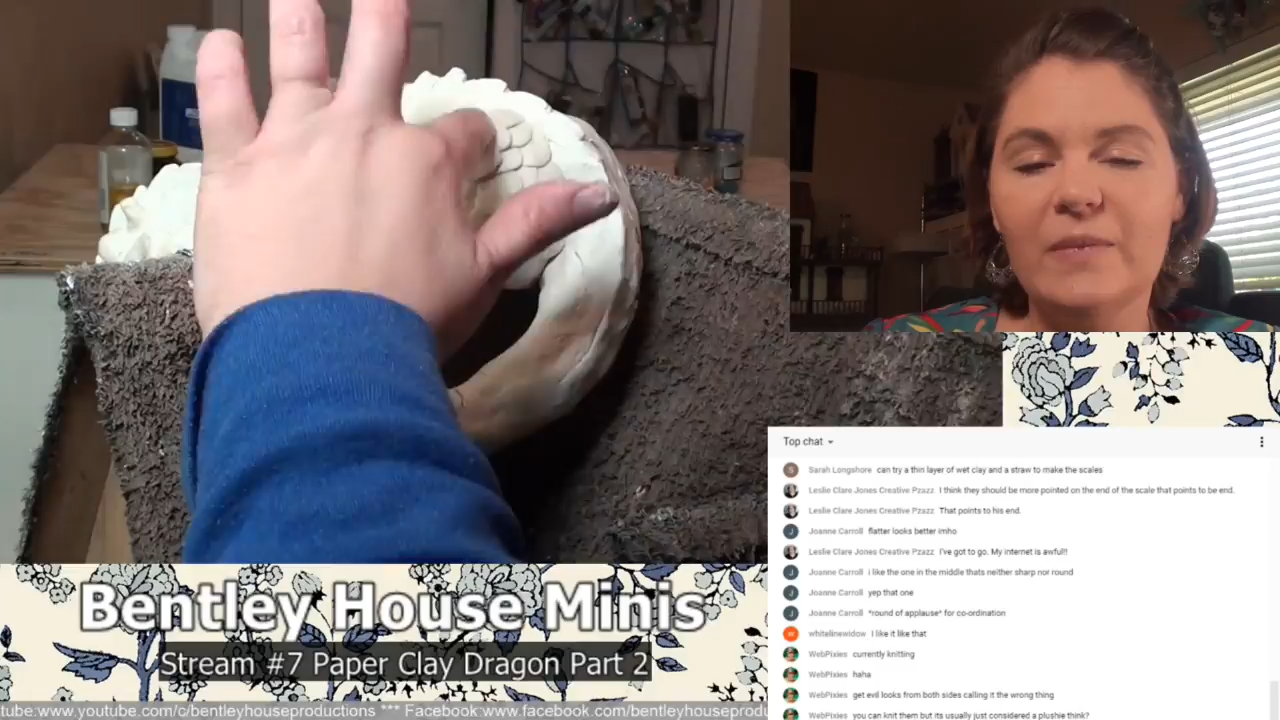 Top chat
Sarah Longshore can try a thin layer of wet clay and a straw to make the scales
Leslie Clare Jones Creative Pzazz I think they should be more pointed on the end of the scale that points to be end.
Leslie Clare Jones Creative Pzazz That points to his end.
Joanne Carroll flatter looks better imho
Leslie Clare Jones Creative Pzazz I've got to go. My internet is awful!!
Joanne Carroll i like the one in the middle thats neither sharp nor round
Joanne Carroll yep that one
Joanne Carroll *round of applause* for co-ordination
whitelinewidow I like it like that
WebPixies currently knitting
WebPixies haha
WebPixies get evil looks from both sides calling it the wrong thing
WebPixies you can knit them but its usually just considered a plushie think?
Bentley House Minis
Stream #7 Paper Clay Dragon Part 2
tube:www.youtube.com/c/bentleyhouseproductions *** Facebook:www.facebook.com/bentleyhouseprodu